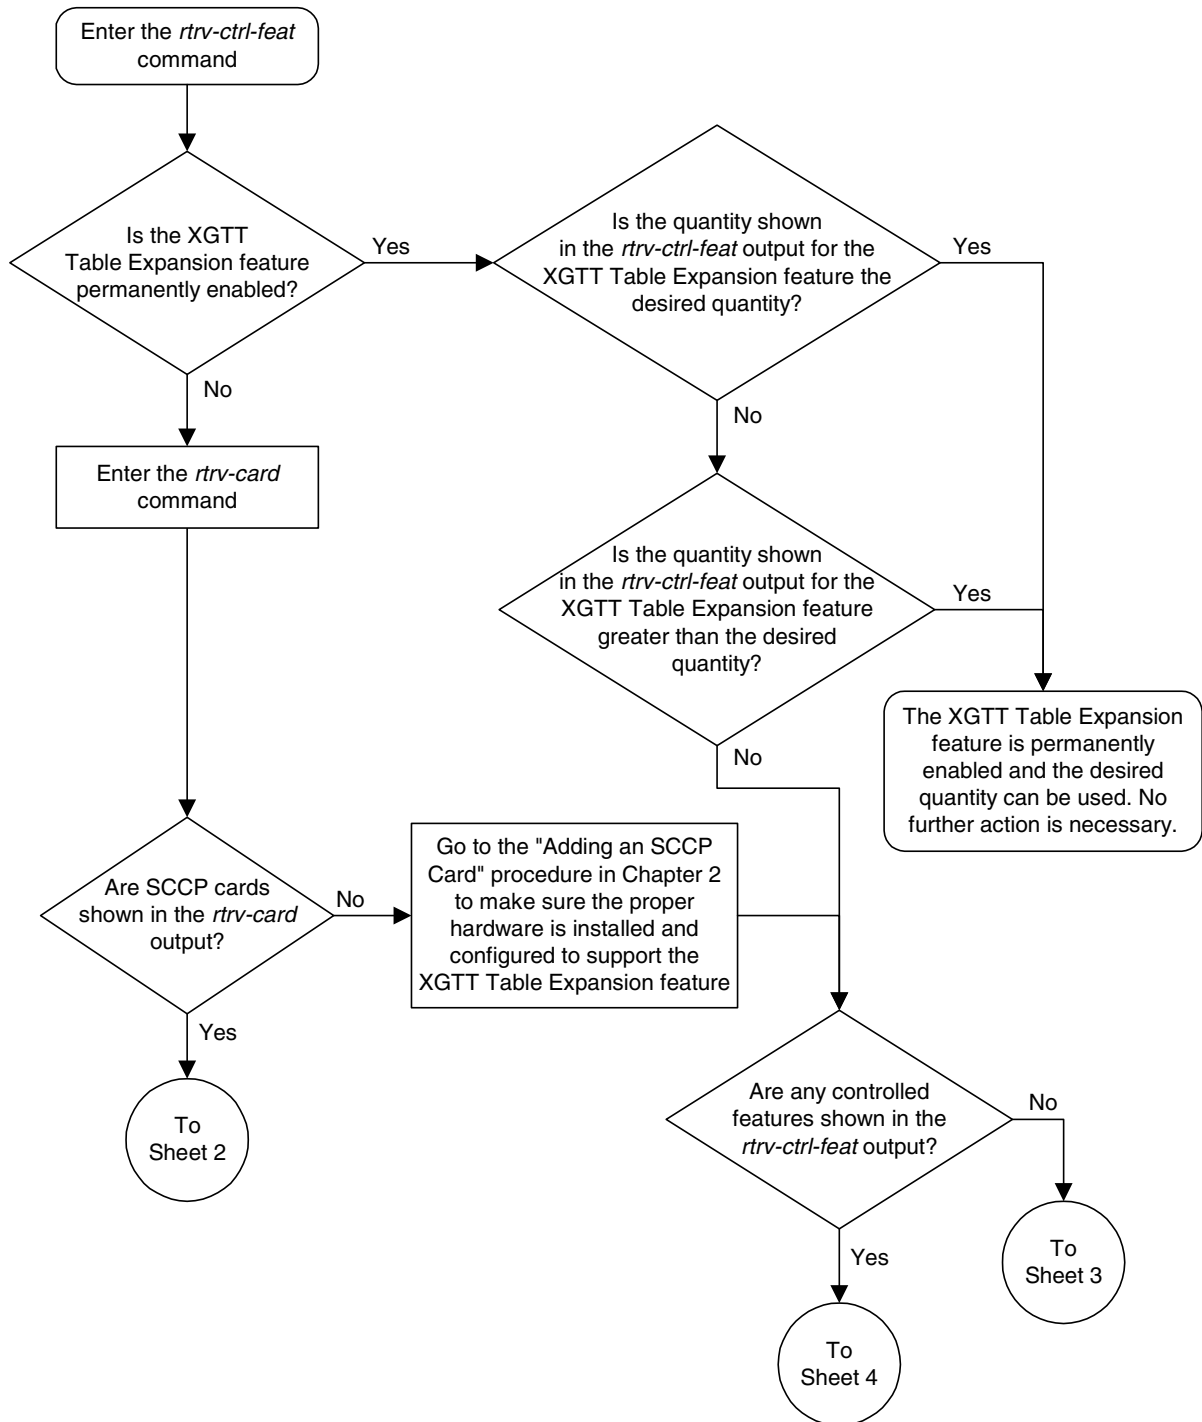 Enter the rtrv-ctrl-feat
command
Is the XGTT
Table Expansion feature
permanently enabled?
Yes
No
Is the quantity shown
in the rtrv-ctrl-feat output for the
XGTT Table Expansion feature the
desired quantity?
Yes
No
Enter the rtrv-card
command
Is the quantity shown
in the rtrv-ctrl-feat output for the
XGTT Table Expansion feature
greater than the desired
quantity?
Yes
No
The XGTT Table Expansion
feature is permanently
enabled and the desired
quantity can be used. No
further action is necessary.
Are SCCP cards
shown in the rtrv-card
output?
No
Yes
Go to the "Adding an SCCP
Card" procedure in Chapter 2
to make sure the proper
hardware is installed and
configured to support the
XGTT Table Expansion feature
To
Sheet 2
Are any controlled
features shown in the
rtrv-ctrl-feat output?
No
Yes
To
Sheet 3
To
Sheet 4